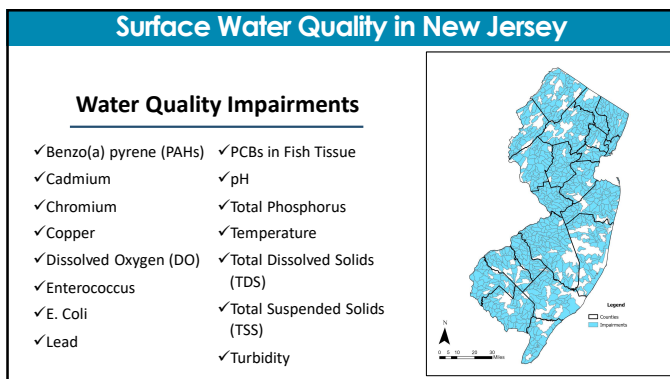 Surface Water Quality in New Jersey
Water Quality Impairments
✓Benzo(a) pyrene (PAHs)
✓Cadmium
✓Chromium
✓Copper
✓Dissolved Oxygen (DO)
✓Enterococcus
✓E. Coli
✓Lead
✓PCBs in Fish Tissue
✓pH
✓Total Phosphorus
✓Temperature
✓Total Dissolved Solids
(TDS)
✓Total Suspended Solids
(TSS)
✓Turbidity
Legend
Counties
Impairments
N
0 5 10 20 30
Miles